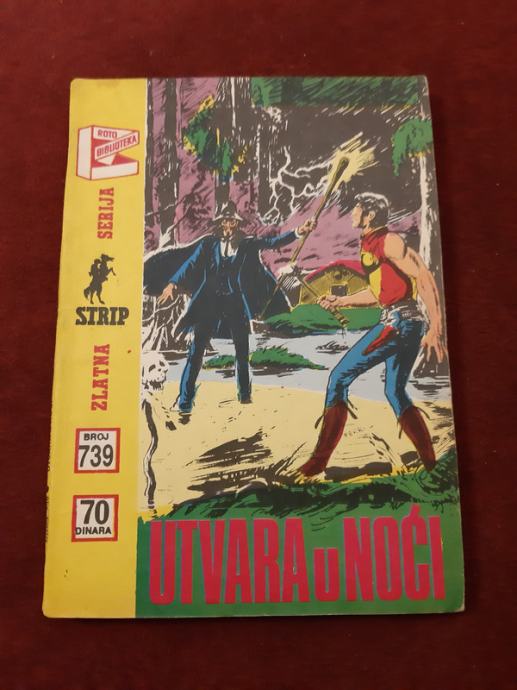 ROTO
BIBLIOTEKA
ZLATNA
STRIP
SERIJA
BROJ
739
70
DINARA
UTVARA U NOĆI